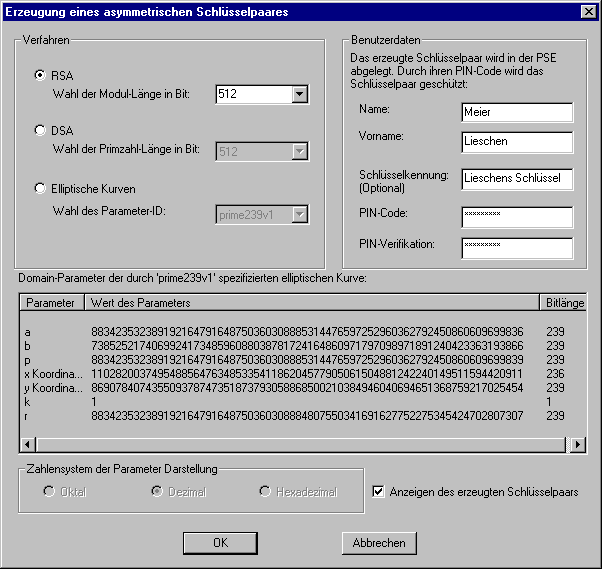 Erzeugung eines asymmetrischen Schlüsselpaares
Verfahren
RSA
Wahl der Modul-Länge in Bit: 512
DSA
Wahl der Primzahl-Länge in Bit: 512
Elliptische Kurven
Wahl des Parameter-ID: prime239v1
Benutzerdaten
Das erzeugte Schlüsselpaar wird in der PSE
abgelegt. Durch ihren PIN-Code wird das
Schlüsselpaar geschützt:
Name: Meier
Vorname: Lieschen
Schlüsselkennung: Lieschens Schlüssel
(Optional)
PIN-Code: *********
PIN-Verifikation: *********
Domain-Parameter der durch 'prime239v1' spezifizierten elliptischen Kurve:
Parameter Wert des Parameters Bitlänge
a 883423532389192164791648750360308885314476597252960362792450860609699836 239
b 738525217406992417348596088038781724164860971797098971891240423363193866 239
p 883423532389192164791648750360308885314476597252960362792450860609699839 239
x Koordina... 110282003749548856476348533541186204577905061504881242240149511594420911 236
y Koordina... 869078407435509378747351873793058868500210384946040694651368759217025454 239
k 1 1
r 883423532389192164791648750360308884807550341691627752275345424702807307 239
Zahlensystem der Parameter Darstellung
Oktal Dezimal Hexadezimal
Anzeigen des erzeugten Schlüsselpaars
OK Abbrechen